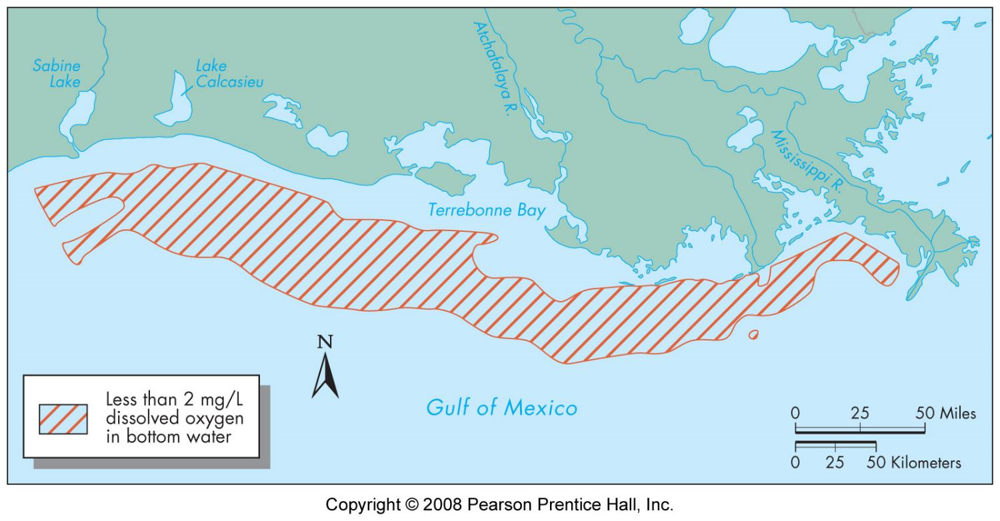 Sabine
Lake
Lake
Calcasieu
Atchafalaya R.
Mississippi R.
Terrebonne Bay
N
Gulf of Mexico
Less than 2 mg/L
dissolved oxygen
in bottom water
0 25 50 Miles
0 25 50 Kilometers
Copyright © 2008 Pearson Prentice Hall, Inc.